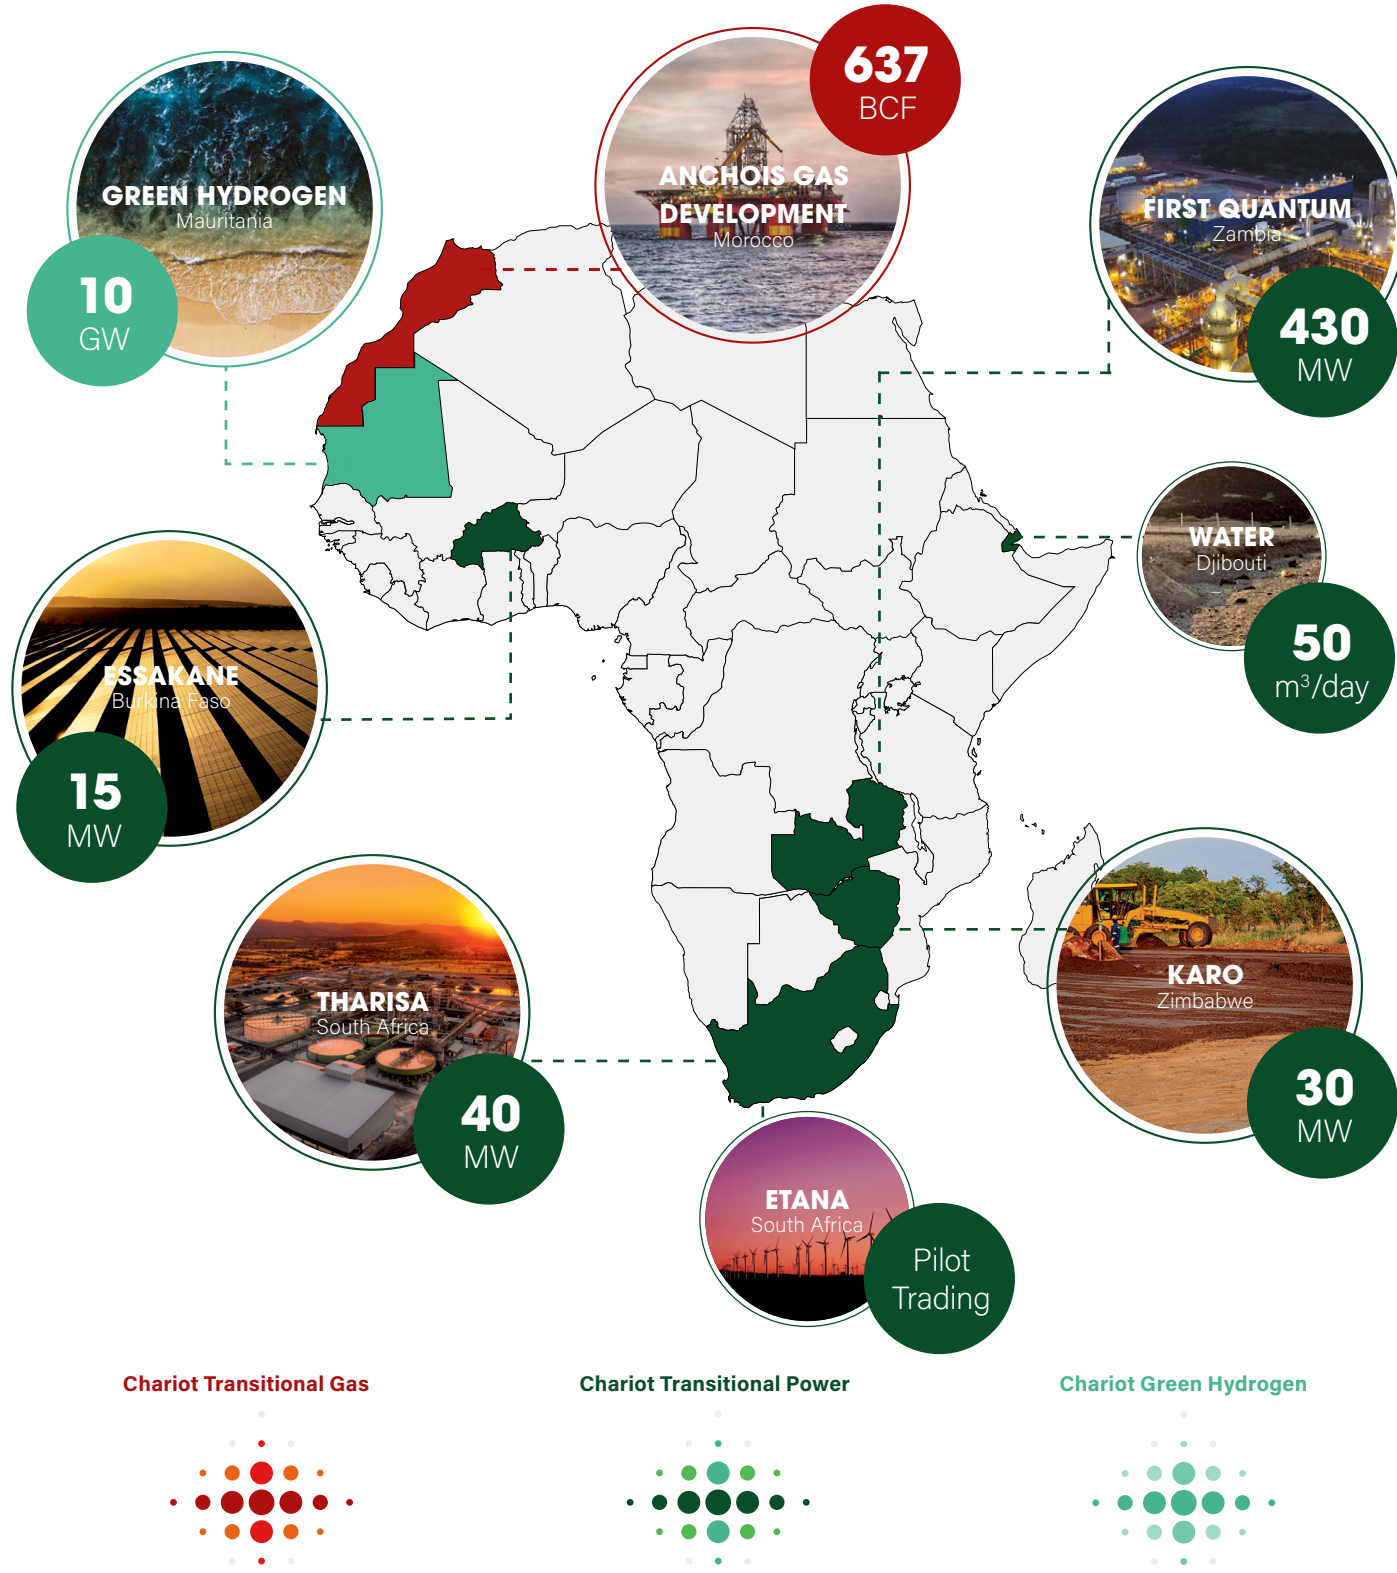 637
BCF
ANCHOIS GAS
DEVELOPMENT
Morocco
GREEN HYDROGEN
Mauritania
10
GW
FIRST QUANTUM
Zambia
430
MW
WATER
Djibouti
50
m³/day
ESSAKANE
Burkina Faso
15
MW
THARISA
South Africa
40
MW
KARO
Zimbabwe
30
MW
ETANA
South Africa
Pilot
Trading
Chariot Transitional Gas
Chariot Transitional Power
Chariot Green Hydrogen